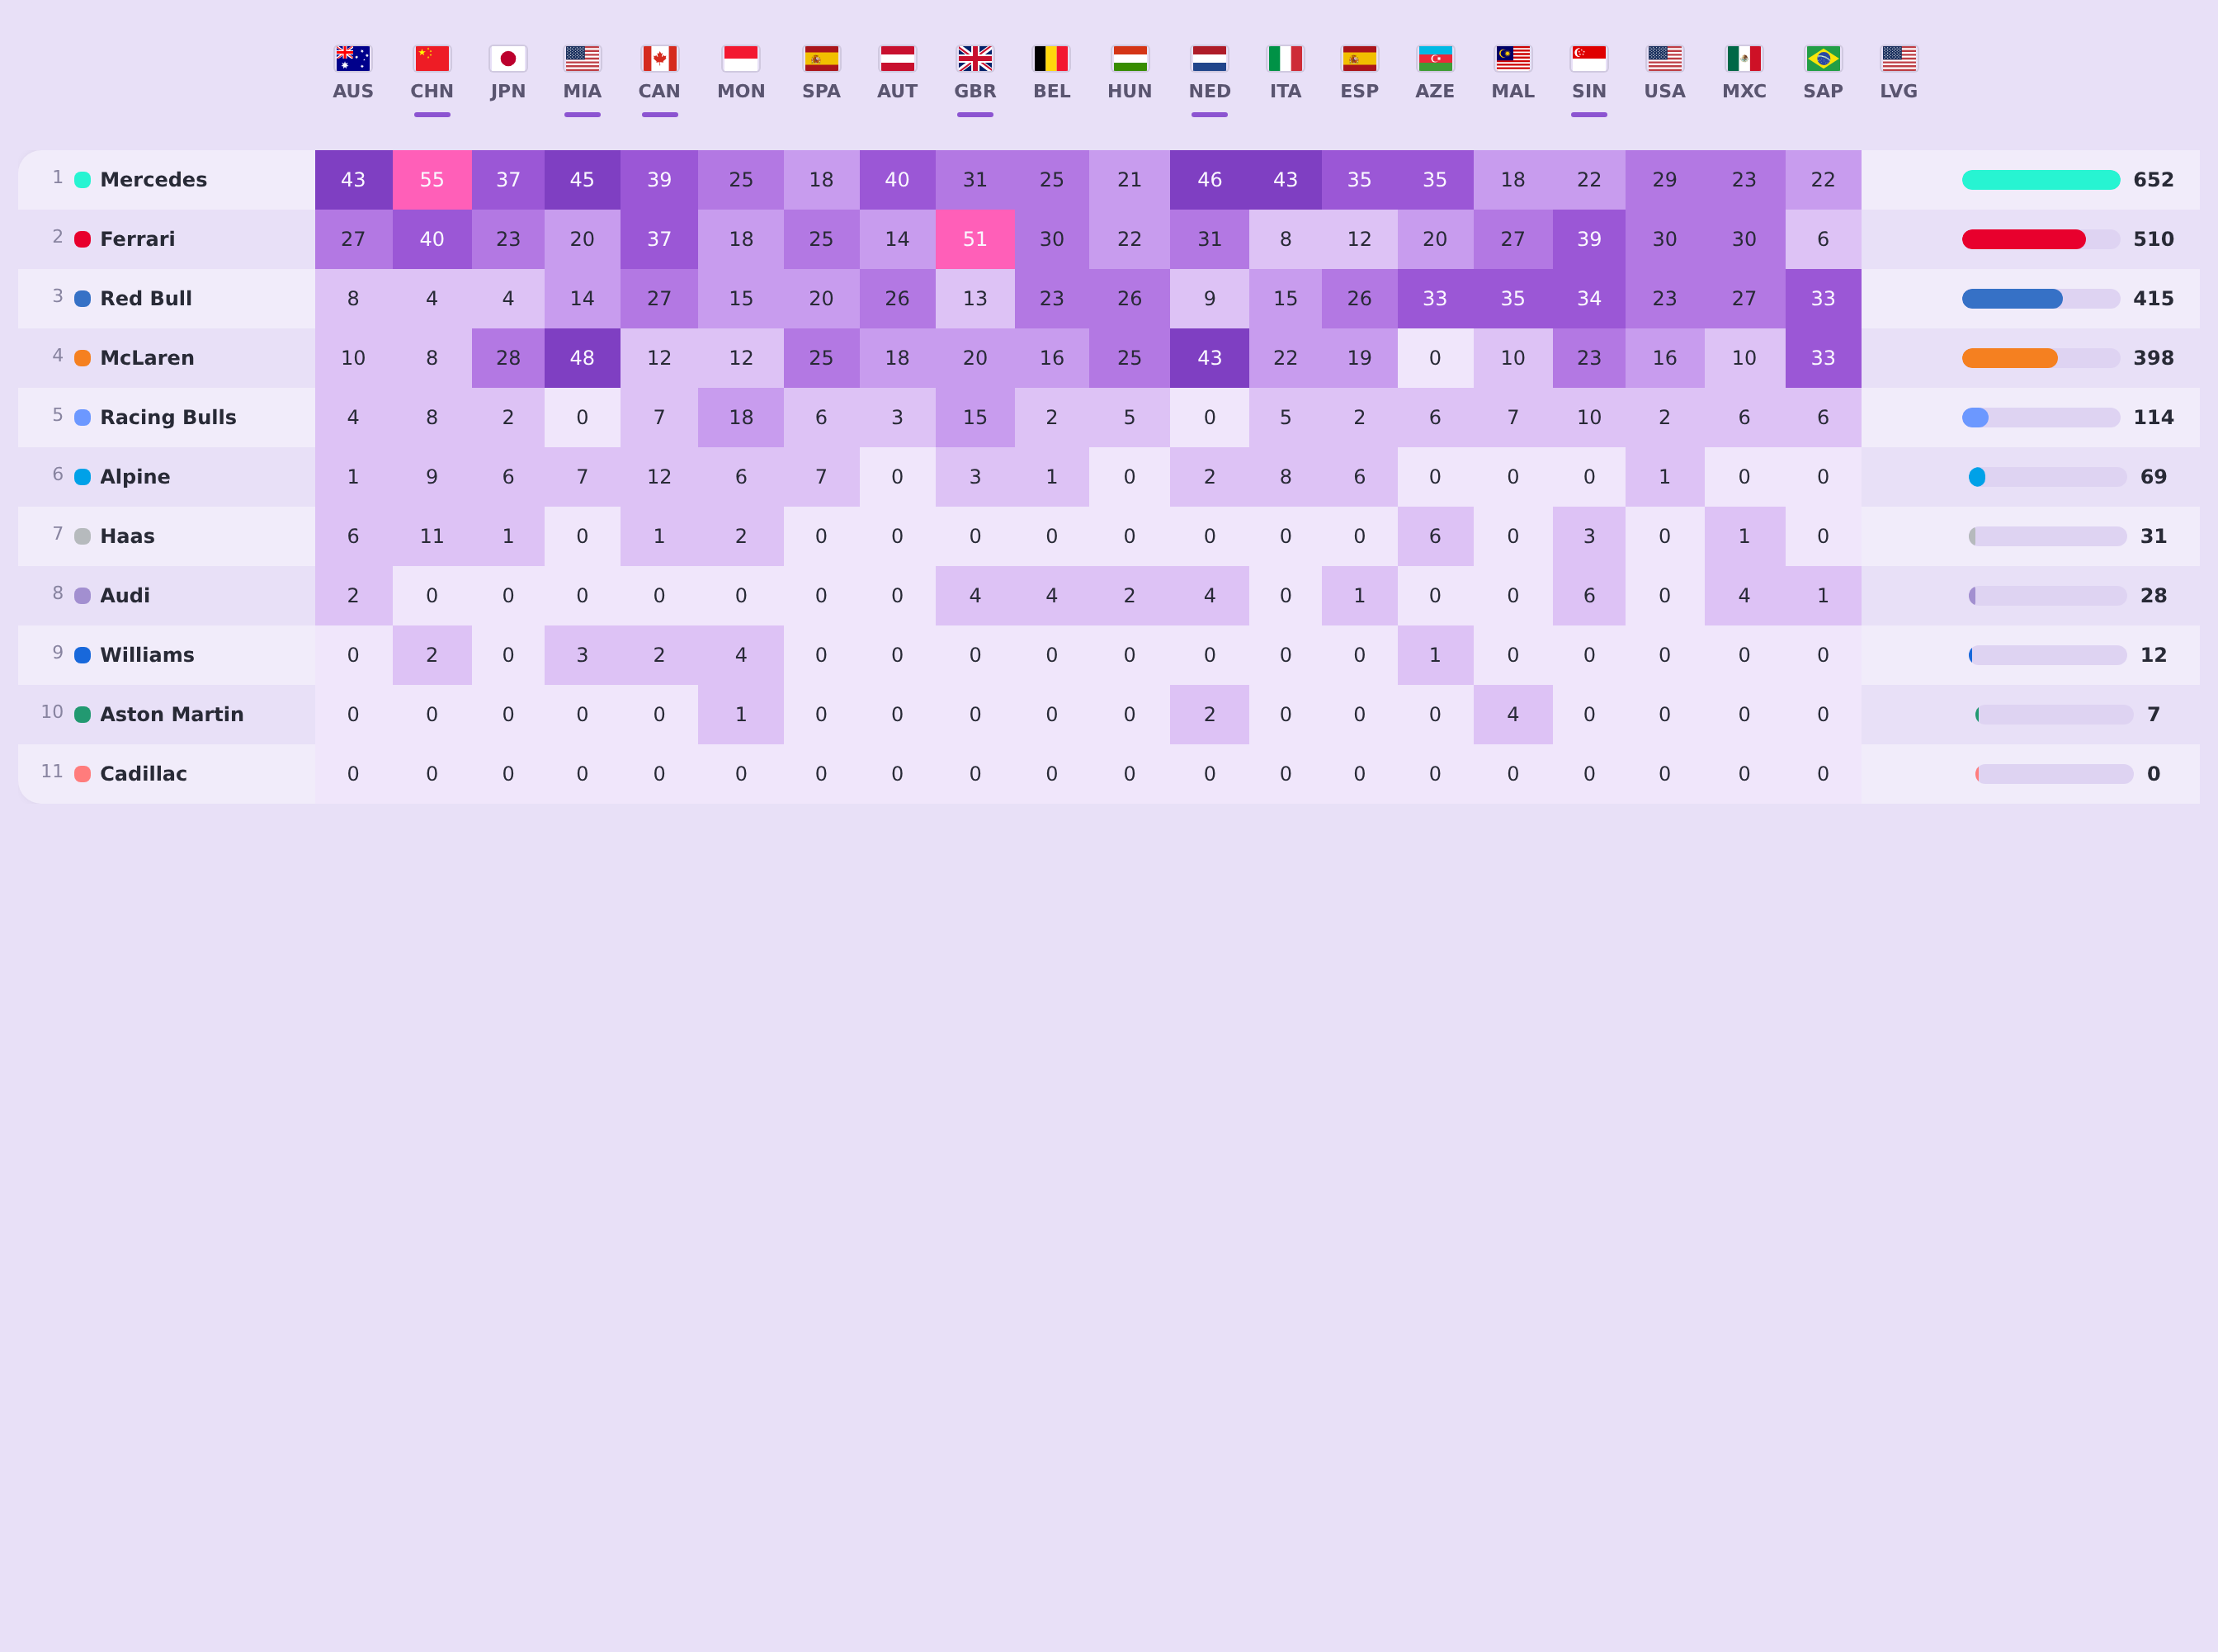 AUS CHN JPN MIA CAN MON SPA AUT GBR BEL HUN NED ITA ESP AZE MAL SIN USA MXC SAP LVG
1 Mercedes 43 55 37 45 39 25 18 40 31 25 21 46 43 35 35 18 22 29 23 22 652
2 Ferrari 27 40 23 20 37 18 25 14 51 30 22 31 8 12 20 27 39 30 30 6 510
3 Red Bull 8 4 4 14 27 15 20 26 13 23 26 9 15 26 33 35 34 23 27 33 415
4 McLaren 10 8 28 48 12 12 25 18 20 16 25 43 22 19 0 10 23 16 10 33 398
5 Racing Bulls 4 8 2 0 7 18 6 3 15 2 5 0 5 2 6 7 10 2 6 6 114
6 Alpine 1 9 6 7 12 6 7 0 3 1 0 2 8 6 0 0 0 1 0 0 69
7 Haas 6 11 1 0 1 2 0 0 0 0 0 0 0 0 6 0 3 0 1 0 31
8 Audi 2 0 0 0 0 0 0 0 4 4 2 4 0 1 0 0 6 0 4 1 28
9 Williams 0 2 0 3 2 4 0 0 0 0 0 0 0 0 1 0 0 0 0 0 12
10 Aston Martin 0 0 0 0 0 1 0 0 0 0 0 2 0 0 0 4 0 0 0 0 7
11 Cadillac 0 0 0 0 0 0 0 0 0 0 0 0 0 0 0 0 0 0 0 0 0